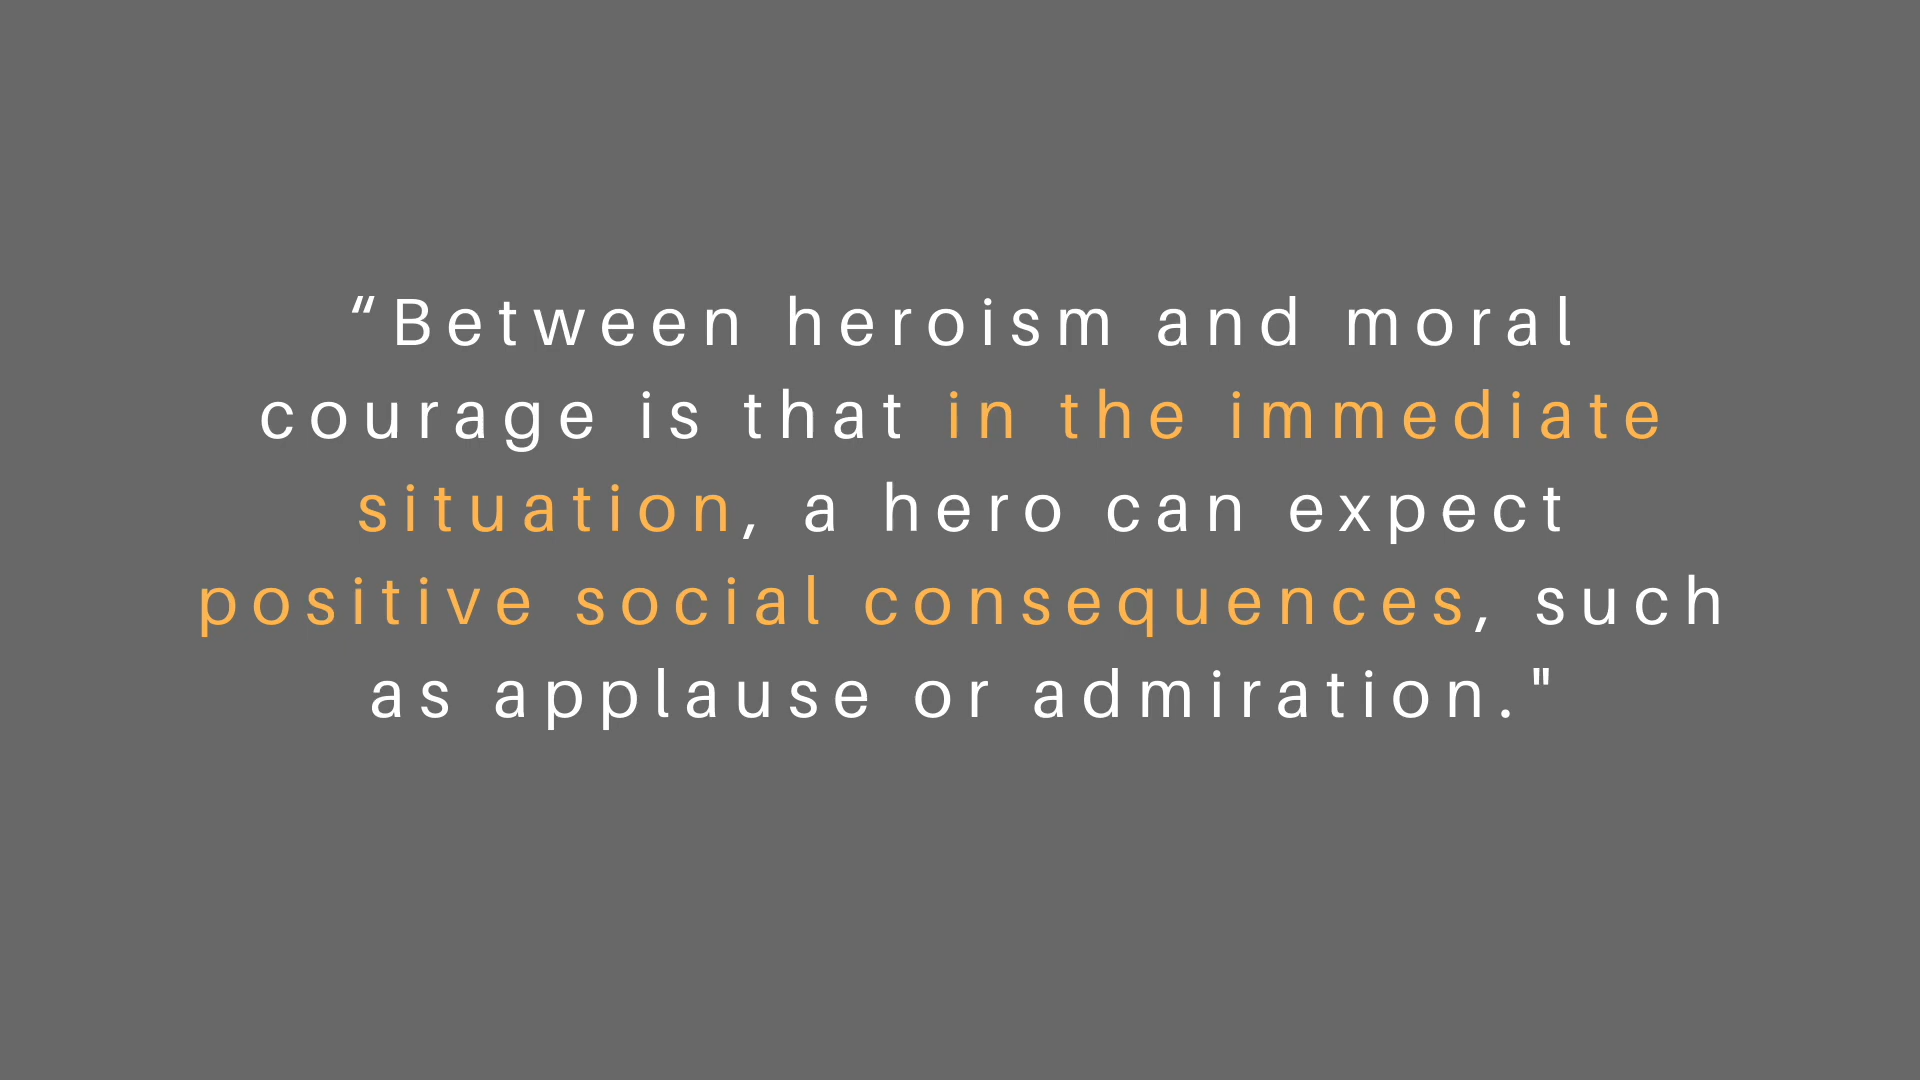 “Between heroism and moral
courage is that in the immediate
situation, a hero can expect
positive social consequences, such
as applause or admiration."